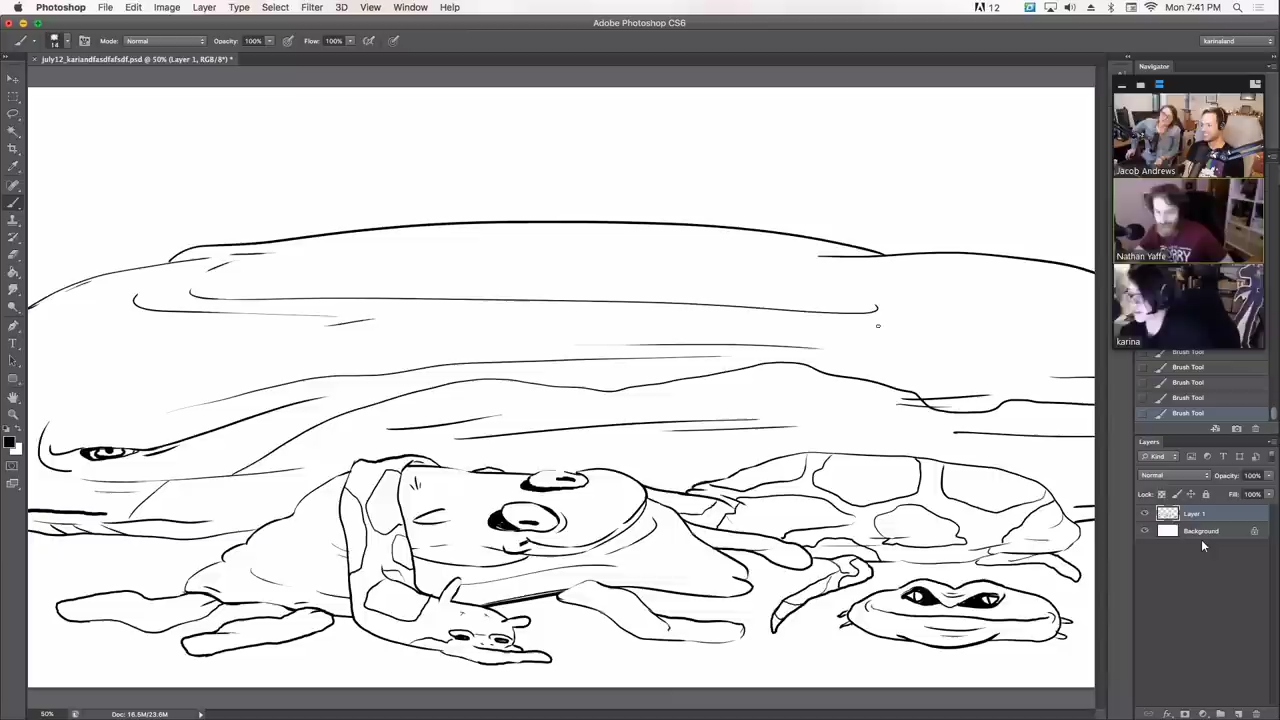 Photoshop File Edit Image Layer Type Select Filter 3D View Window Help
12
Mon 7:41 PM
Adobe Photoshop CS6
14
Mode: Normal
Opacity: 100%
Flow: 100%
karinaland
× july12_kariandfasdfafsdf.psd @ 50% (Layer 1, RGB/8*) *
Navigator
Jacob Andrews
Nathan Yaffe
karina
Brush Tool
Brush Tool
Brush Tool
Brush Tool
Brush Tool
Layers
Kind
Normal
Opacity: 100%
Lock:
Fill: 100%
Layer 1
Background
50%
Doc: 16.5M/23.6M
fx